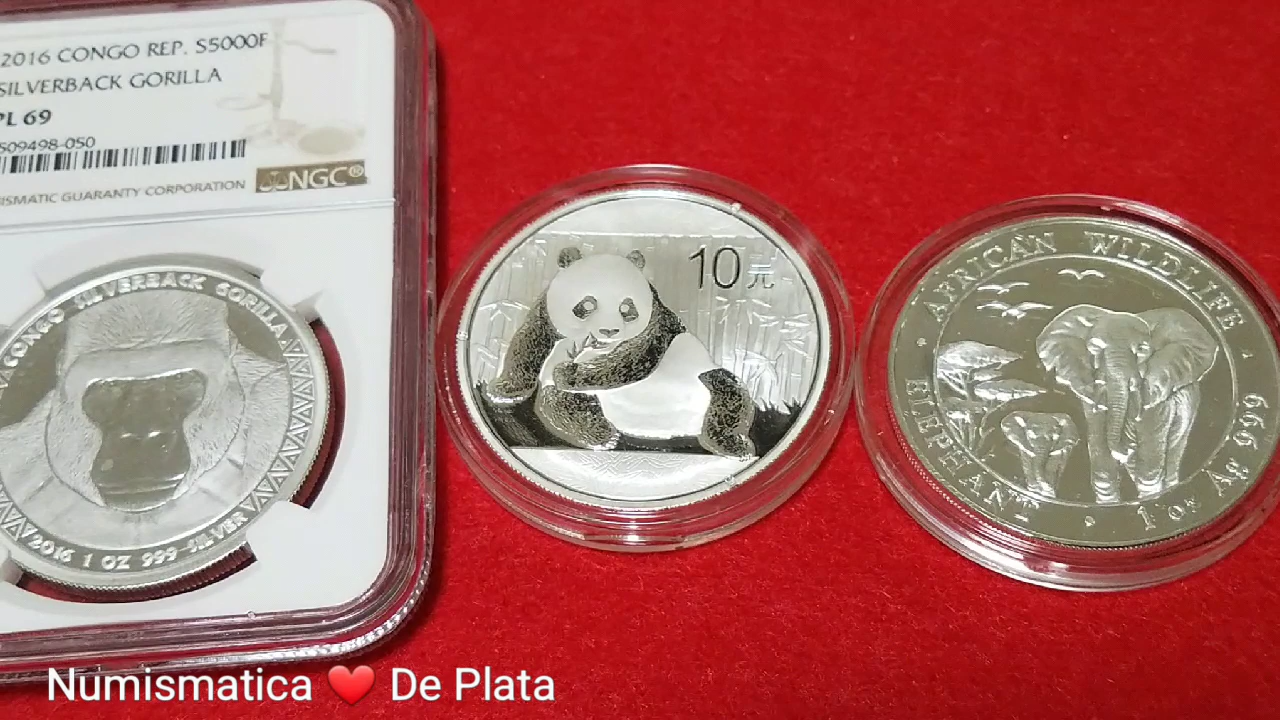 2016 CONGO REP. S5000F
SILVERBACK GORILLA
PL 69
509498-050
NUMISMATIC GUARANTY CORPORATION
NGC®
CONGO SILVERBACK GORILLA
2016 1 OZ 999 SILVER
10元
AFRICAN WILDLIFE
ELEPHANT
1 oz Ag 999
Numismatica ❤️ De Plata